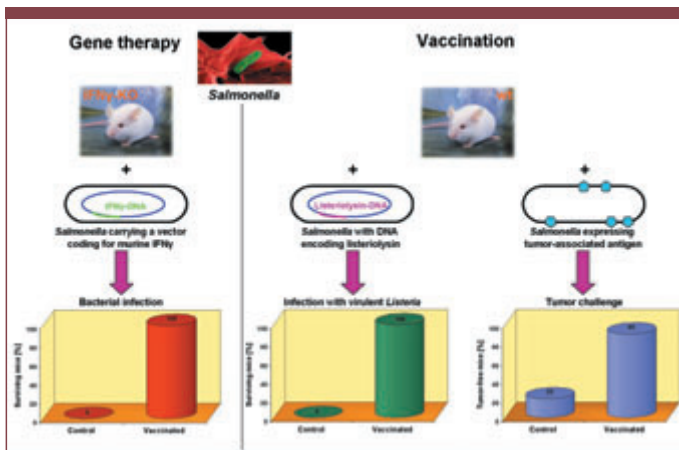 Gene therapy
Vaccination
IFNγ-KO
wt
Salmonella
+
+
+
IFNγ-DNA
Listeriolysin-DNA
Salmonella carrying a vector
coding for murine IFNγ
Salmonella with DNA
encoding listeriolysin
Salmonella expressing
tumor-associated antigen
Bacterial infection
Infection with virulent Listeria
Tumor challenge
Surviving mice [%]
100
80
60
40
20
0
Control
Vaccinated
Surviving mice [%]
100
80
60
40
20
0
Control
Vaccinated
Tumor-free mice [%]
100
80
60
40
20
0
Control
Vaccinated